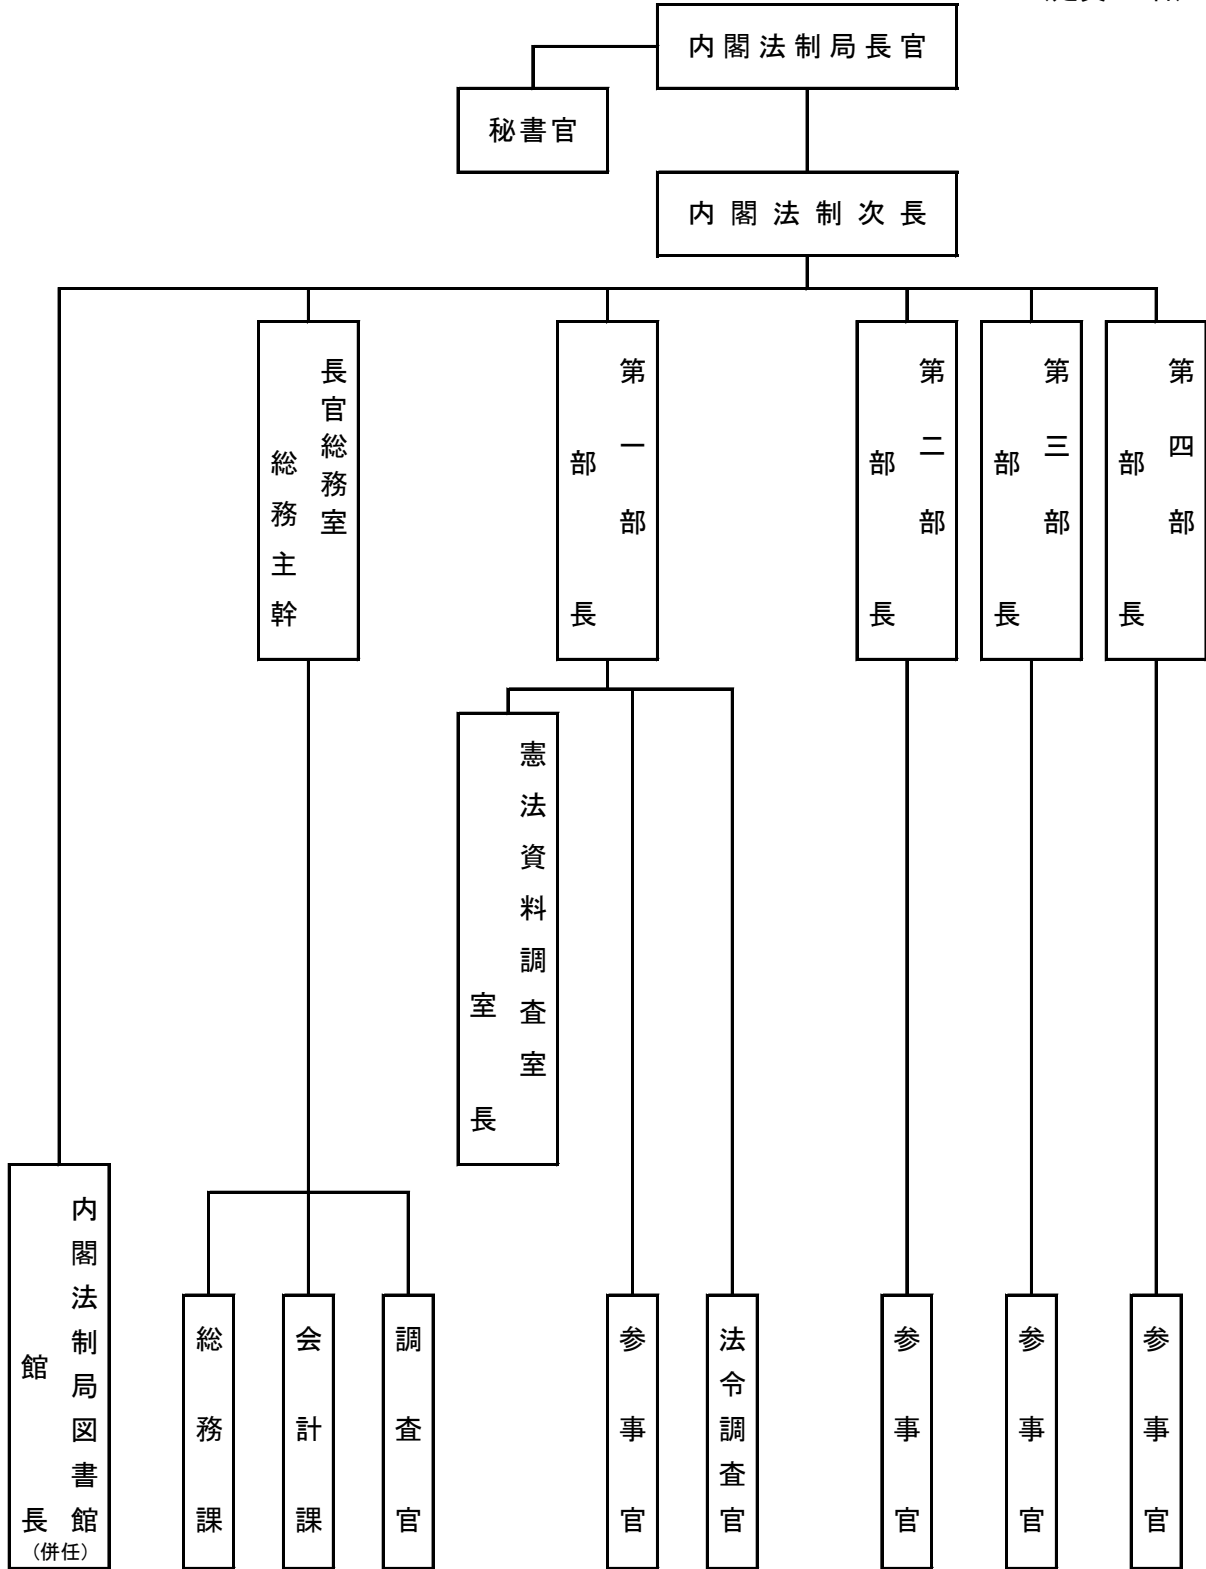 内閣法制局長官
秘書官
内閣法制次長
長官総務室
総務主幹
第一部
部長
第二部
部長
第三部
部長
第四部
部長
憲法資料調査室
室長
内閣法制局図書館
館長
(併任)
総務課
会計課
調査官
参事官
法令調査官
参事官
参事官
参事官